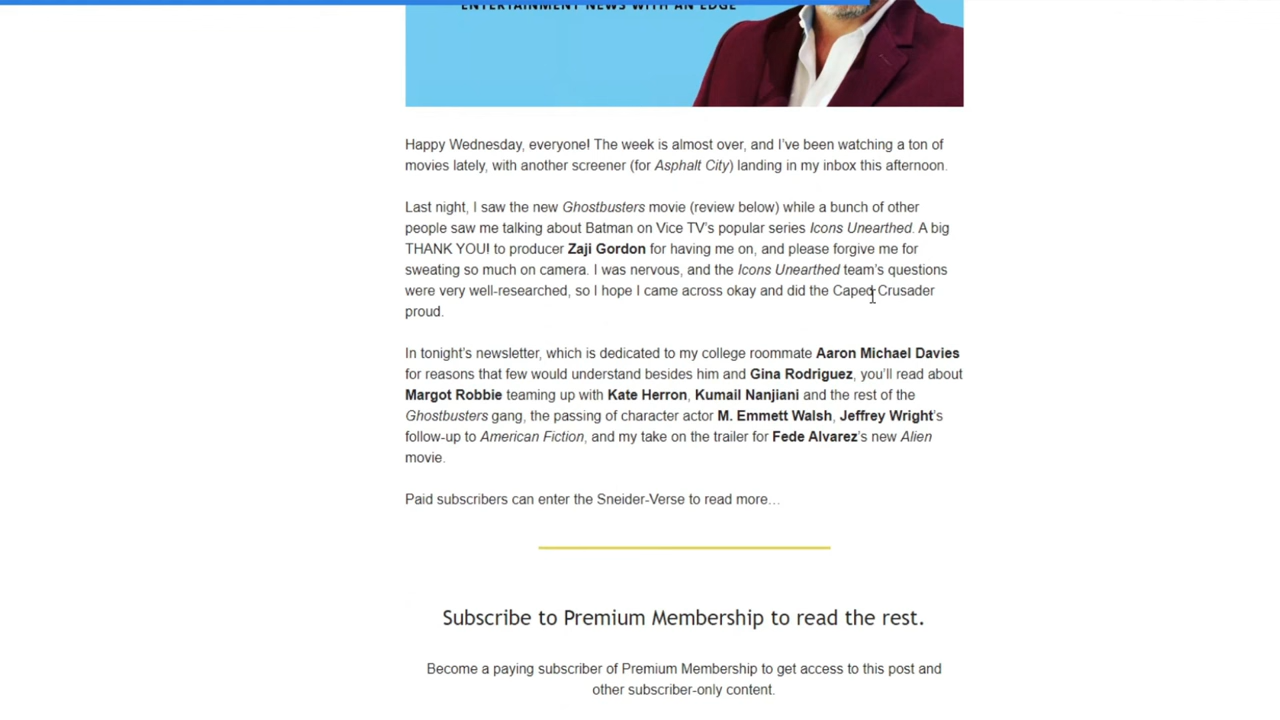 ENTERTAINMENT NEWS WITH AN EDGE
Happy Wednesday, everyone! The week is almost over, and I’ve been watching a ton of
movies lately, with another screener (for Asphalt City) landing in my inbox this afternoon.
Last night, I saw the new Ghostbusters movie (review below) while a bunch of other
people saw me talking about Batman on Vice TV’s popular series Icons Unearthed. A big
THANK YOU! to producer Zaji Gordon for having me on, and please forgive me for
sweating so much on camera. I was nervous, and the Icons Unearthed team’s questions
were very well-researched, so I hope I came across okay and did the Caped Crusader
proud.
In tonight’s newsletter, which is dedicated to my college roommate Aaron Michael Davies
for reasons that few would understand besides him and Gina Rodriguez, you’ll read about
Margot Robbie teaming up with Kate Herron, Kumail Nanjiani and the rest of the
Ghostbusters gang, the passing of character actor M. Emmett Walsh, Jeffrey Wright’s
follow-up to American Fiction, and my take on the trailer for Fede Alvarez’s new Alien
movie.
Paid subscribers can enter the Sneider-Verse to read more…
Subscribe to Premium Membership to read the rest.
Become a paying subscriber of Premium Membership to get access to this post and
other subscriber-only content.